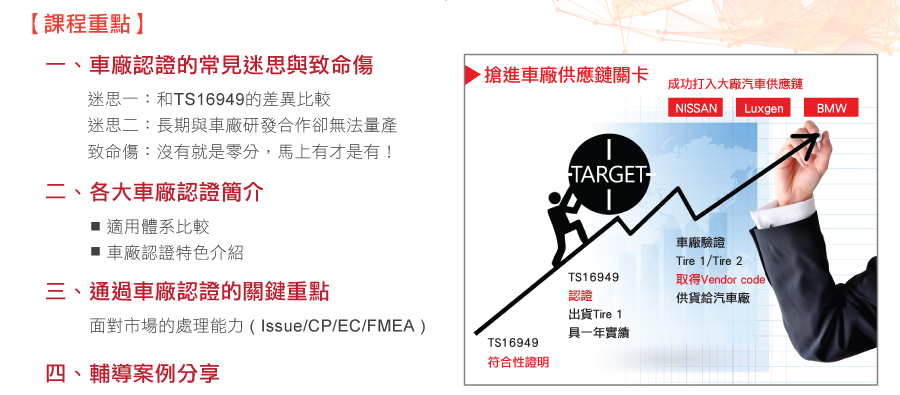 【課程重點】
一、車廠認證的常見迷思與致命傷
迷思一：和TS16949的差異比較
迷思二：長期與車廠研發合作卻無法量產
致命傷：沒有就是零分，馬上有才是有！
二、各大車廠認證簡介
■ 適用體系比較
■ 車廠認證特色介紹
三、通過車廠認證的關鍵重點
面對市場的處理能力（Issue/CP/EC/FMEA）
四、輔導案例分享
搶進車廠供應鏈關卡
成功打入大廠汽車供應鏈
NISSAN Luxgen BMW
TARGET
車廠驗證
Tire 1/Tire 2
取得Vendor code
供貨給汽車廠
TS16949
認證
出貨Tire 1
具一年實績
TS16949
符合性證明